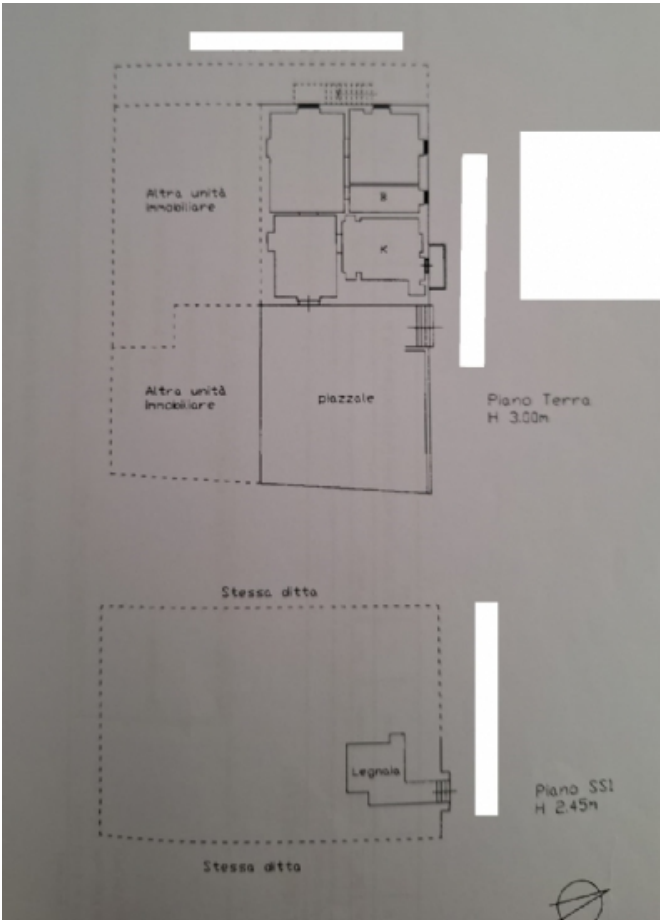 Altra unità
Immobiliare
B
K
Altra unità
Immobiliare
piazzale
Piano Terra
H 3.00m
Stessa ditta
Legnaia
Piano SS1
H 2.45m
Stessa ditta